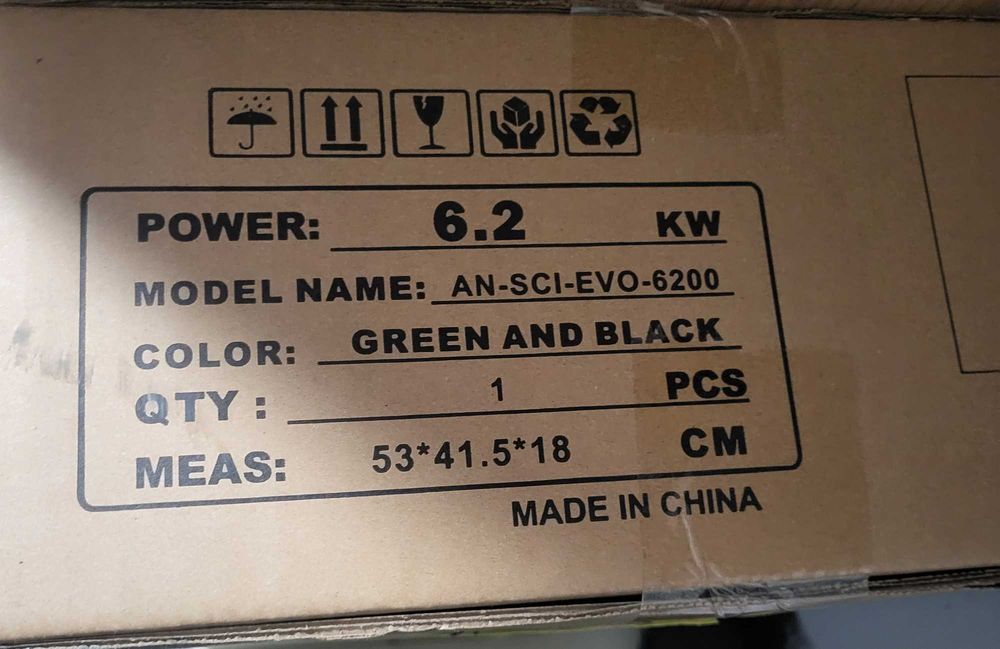 POWER: 6.2 KW
MODEL NAME: AN-SCI-EVO-6200
COLOR: GREEN AND BLACK
QTY : 1 PCS
MEAS: 53*41.5*18 CM
MADE IN CHINA